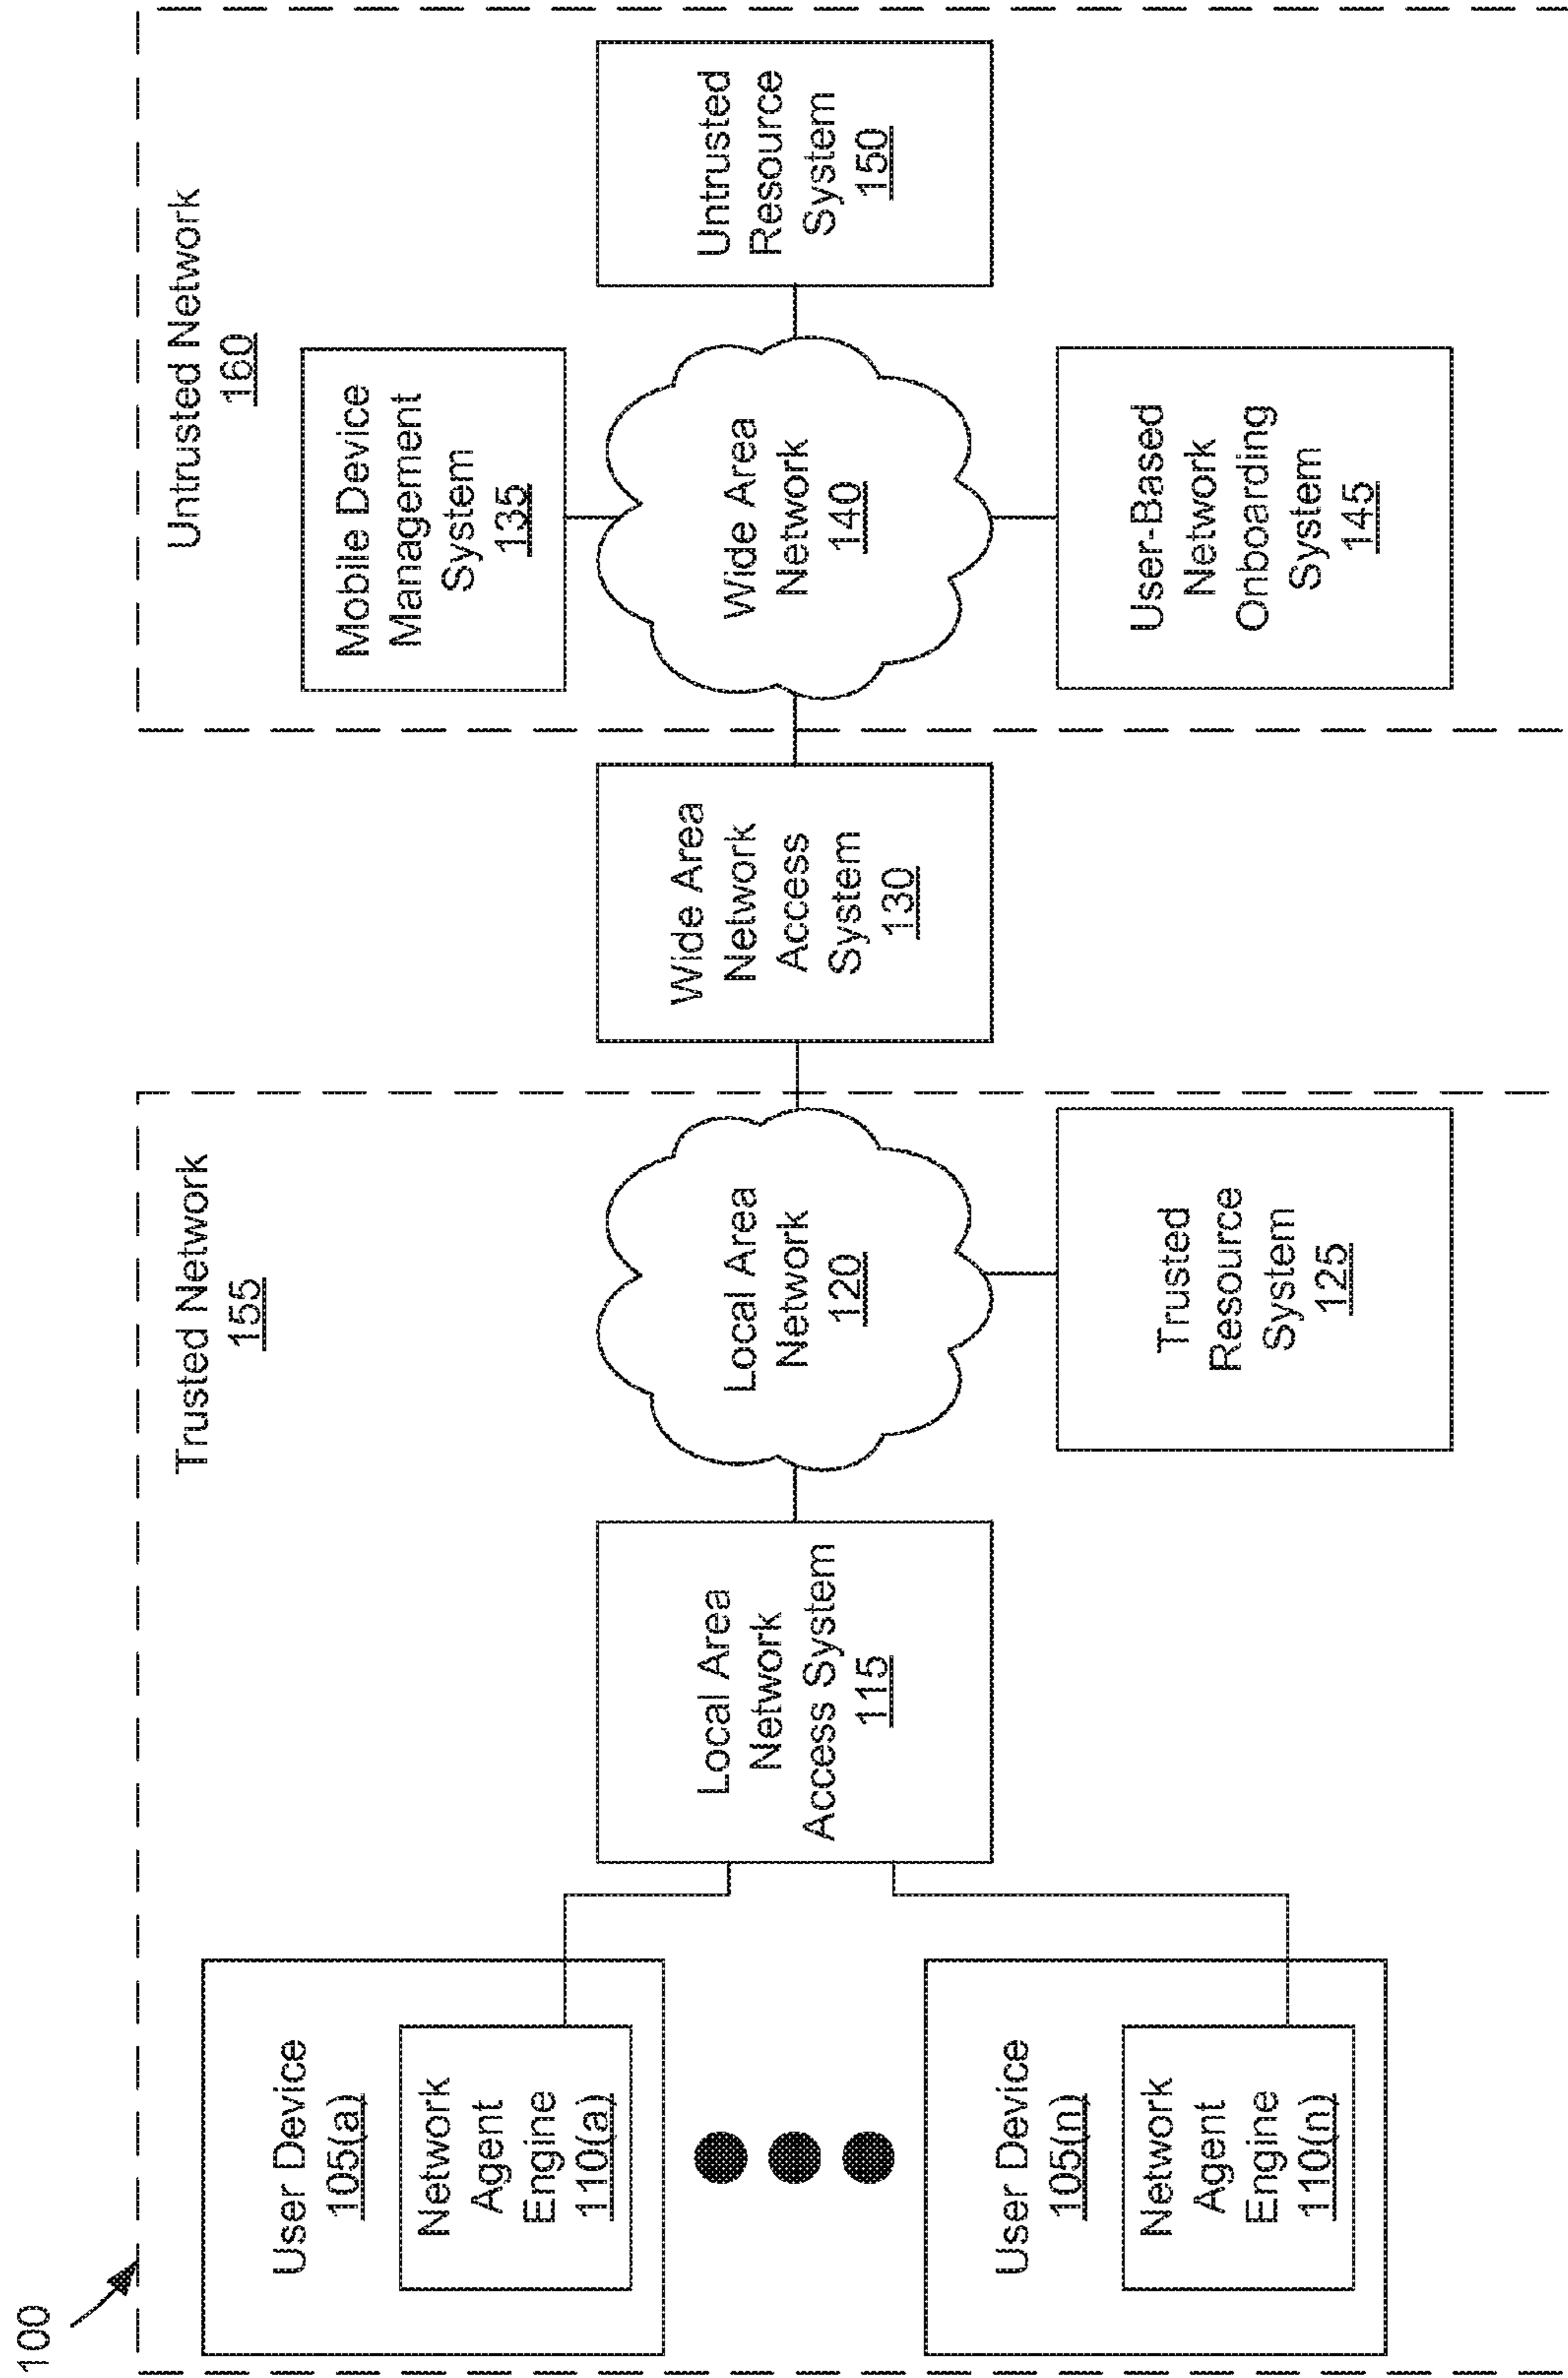 100
Trusted Network
155
User Device
105(a)
Network
Agent
Engine
110(a)
User Device
105(n)
Network
Agent
Engine
110(n)
Local Area
Network
Access System
115
Local Area
Network
120
Trusted
Resource
System
125
Wide Area
Network
Access
System
130
Untrusted Network
160
Mobile Device
Management
System
135
Wide Area
Network
140
User-Based
Network
Onboarding
System
145
Untrusted
Resource
System
150